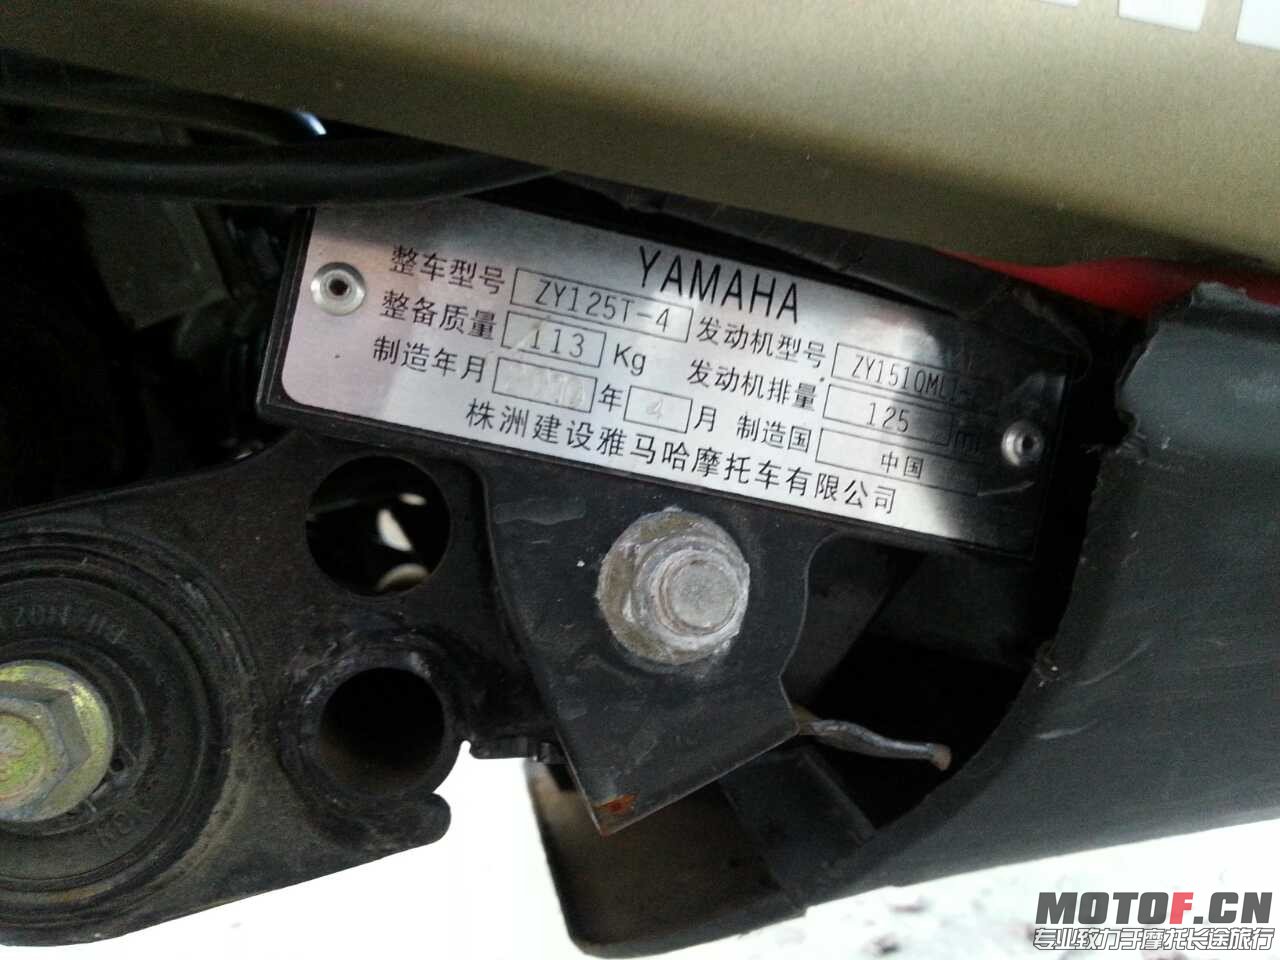 YAMAHA
整车型号 ZY125T-4 发动机型号 ZY151QML
整备质量 113 Kg 发动机排量 125 ml
制造年月 年 4 月 制造国 中国
株洲建设雅马哈摩托车有限公司
MOTOF.CN
专业致力于摩托长途旅行